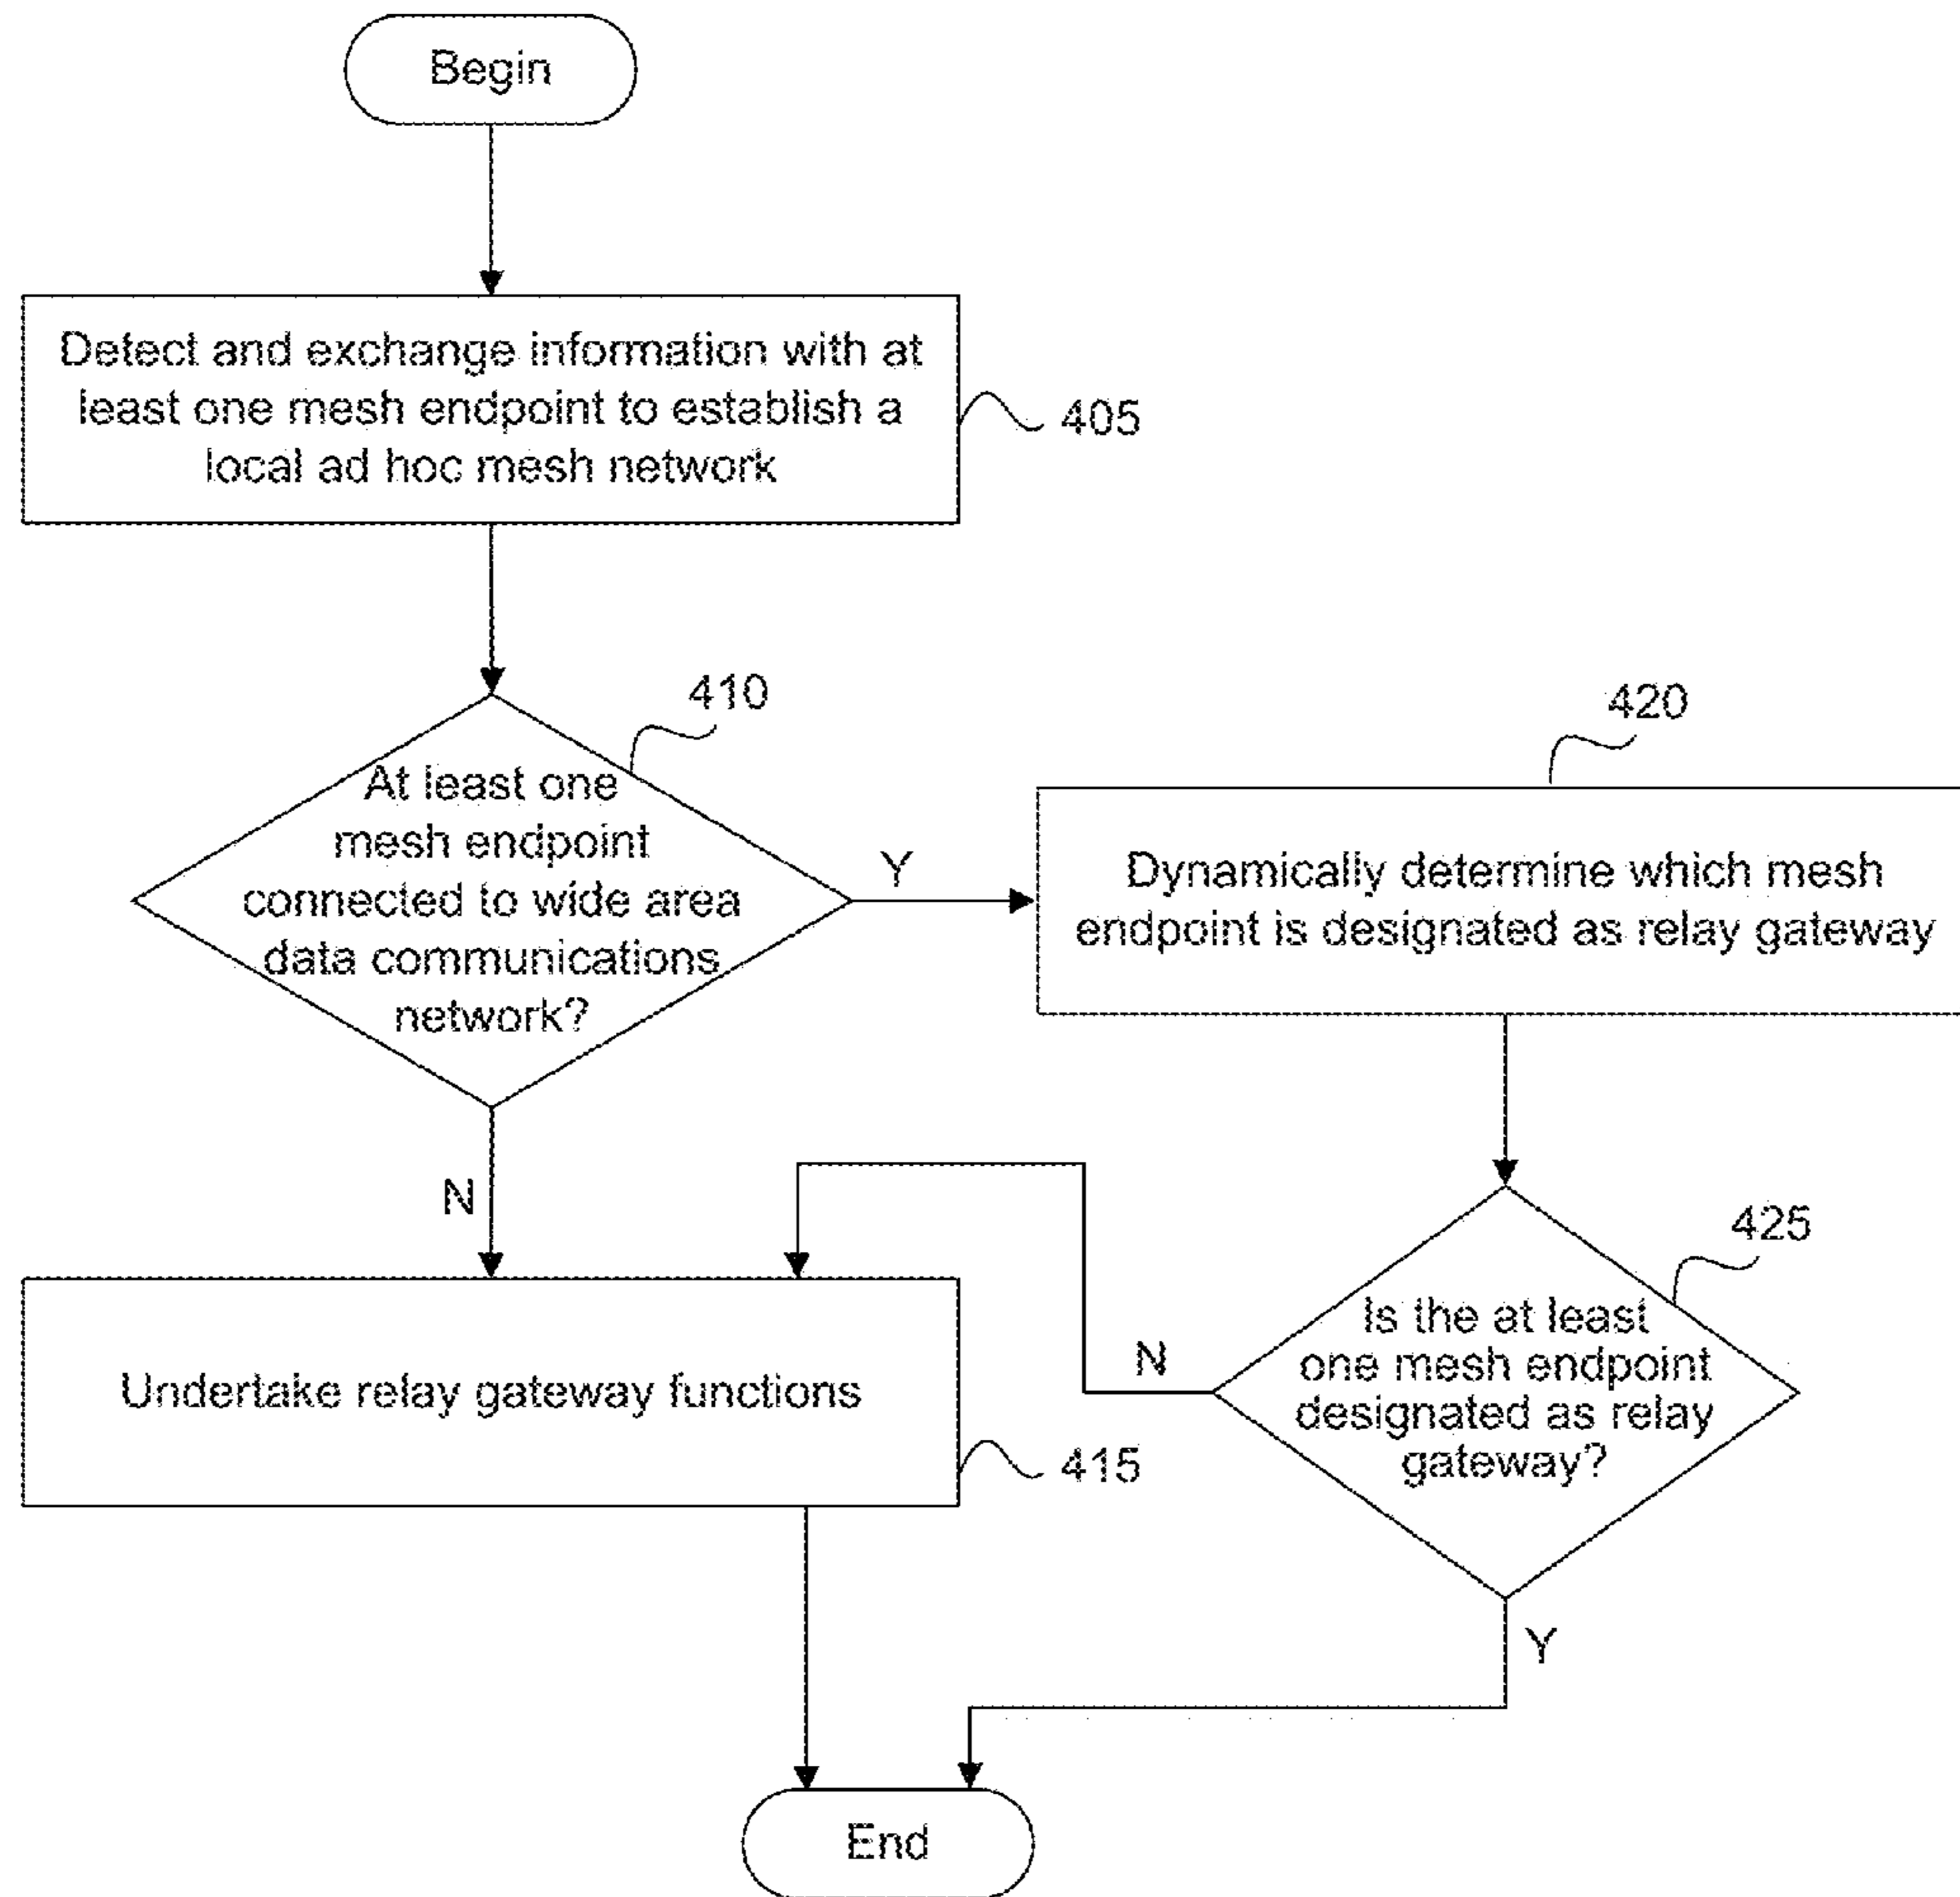 Begin
Detect and exchange information with at
least one mesh endpoint to establish a
local ad hoc mesh network
405
410
At least one
mesh endpoint
connected to wide area
data communications
network?
Y
420
Dynamically determine which mesh
endpoint is designated as relay gateway
N
425
Is the at least
one mesh endpoint
designated as relay
gateway?
N
Y
Undertake relay gateway functions
415
End